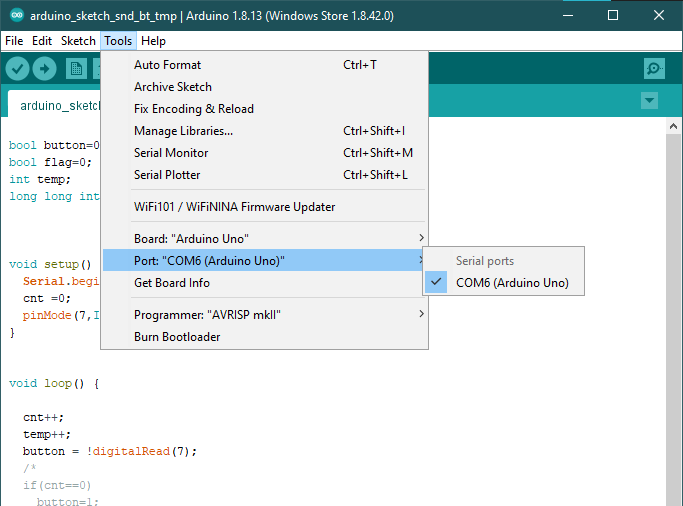 arduino_sketch_snd_bt_tmp | Arduino 1.8.13 (Windows Store 1.8.42.0)
File Edit Sketch Tools Help
Auto Format Ctrl+T
Archive Sketch
Fix Encoding & Reload
Manage Libraries... Ctrl+Shift+I
Serial Monitor Ctrl+Shift+M
Serial Plotter Ctrl+Shift+L
WiFi101 / WiFiNINA Firmware Updater
Board: "Arduino Uno"
Port: "COM6 (Arduino Uno)"
Get Board Info
Programmer: "AVRISP mkII"
Burn Bootloader
Serial ports
COM6 (Arduino Uno)
arduino_sketc
bool button=0
bool flag=0;
int temp;
long long int
void setup()
Serial.begi
cnt =0;
pinMode(7,I
}
void loop() {
cnt++;
temp++;
button = !digitalRead(7);
/*
if(cnt==0)
button=1;